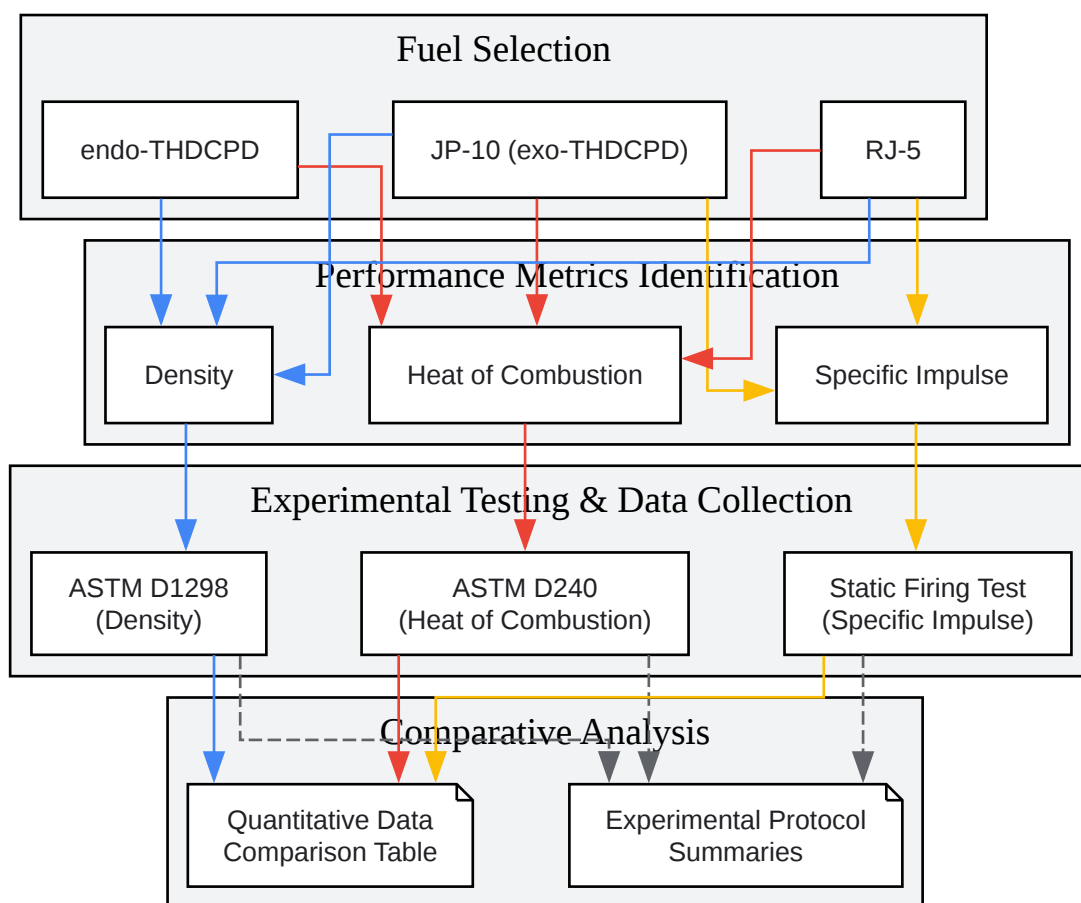 Fuel Selection
endo-THDCPD
JP-10 (exo-THDCPD)
RJ-5
Performance Metrics Identification
Density
Heat of Combustion
Specific Impulse
Experimental Testing & Data Collection
ASTM D1298
(Density)
ASTM D240
(Heat of Combustion)
Static Firing Test
(Specific Impulse)
Comparative Analysis
Quantitative Data
Comparison Table
Experimental Protocol
Summaries